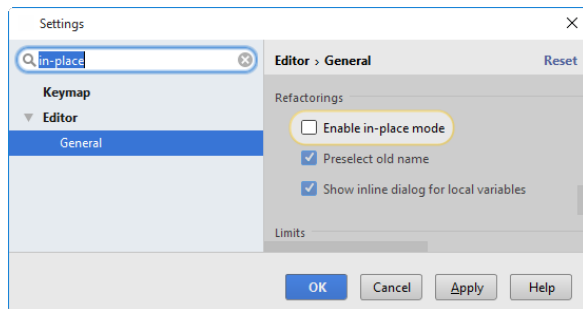 Settings
in-place
Editor › General
Reset
Keymap
Editor
General
Refactorings
Enable in-place mode
Preselect old name
Show inline dialog for local variables
Limits
OK
Cancel
Apply
Help